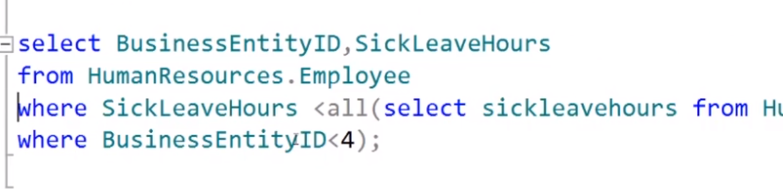 select BusinessEntityID,SickLeaveHours
from HumanResources.Employee
where SickLeaveHours <all(select sickleavehours from Hu
where BusinessEntityID<4);